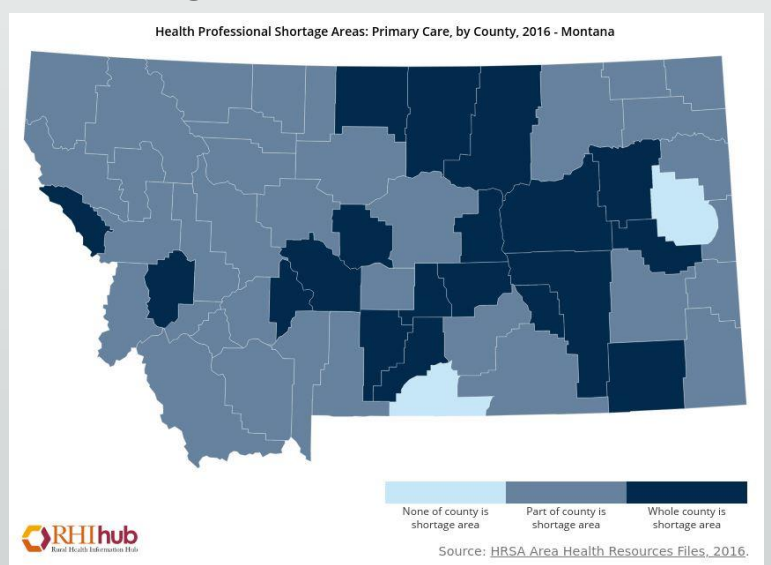 Health Professional Shortage Areas: Primary Care, by County, 2016 - Montana
None of county is
shortage area
Part of county is
shortage area
Whole county is
shortage area
RHIhub
Rural Health Information Hub
Source: HRSA Area Health Resources Files, 2016.